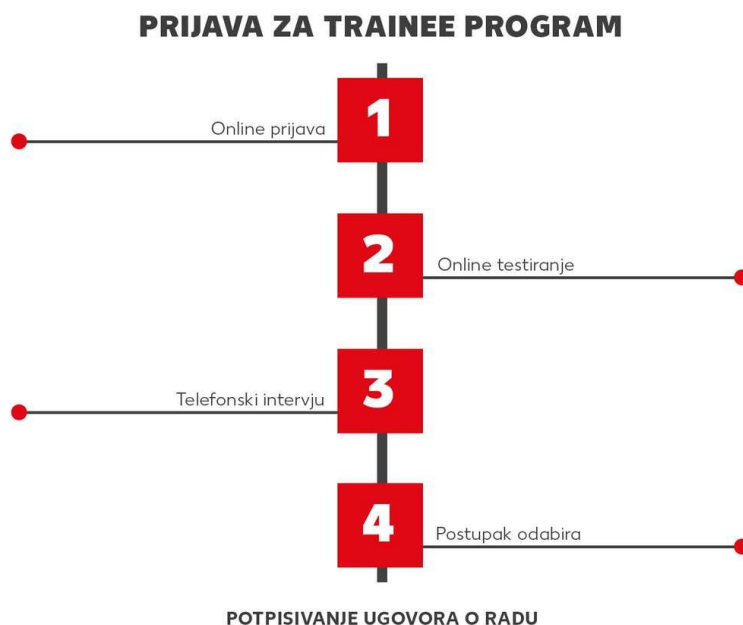 PRIJAVA ZA TRAINEE PROGRAM
1
Online prijava
2
Online testiranje
3
Telefonski intervju
4
Postupak odabira
POTPISIVANJE UGOVORA O RADU